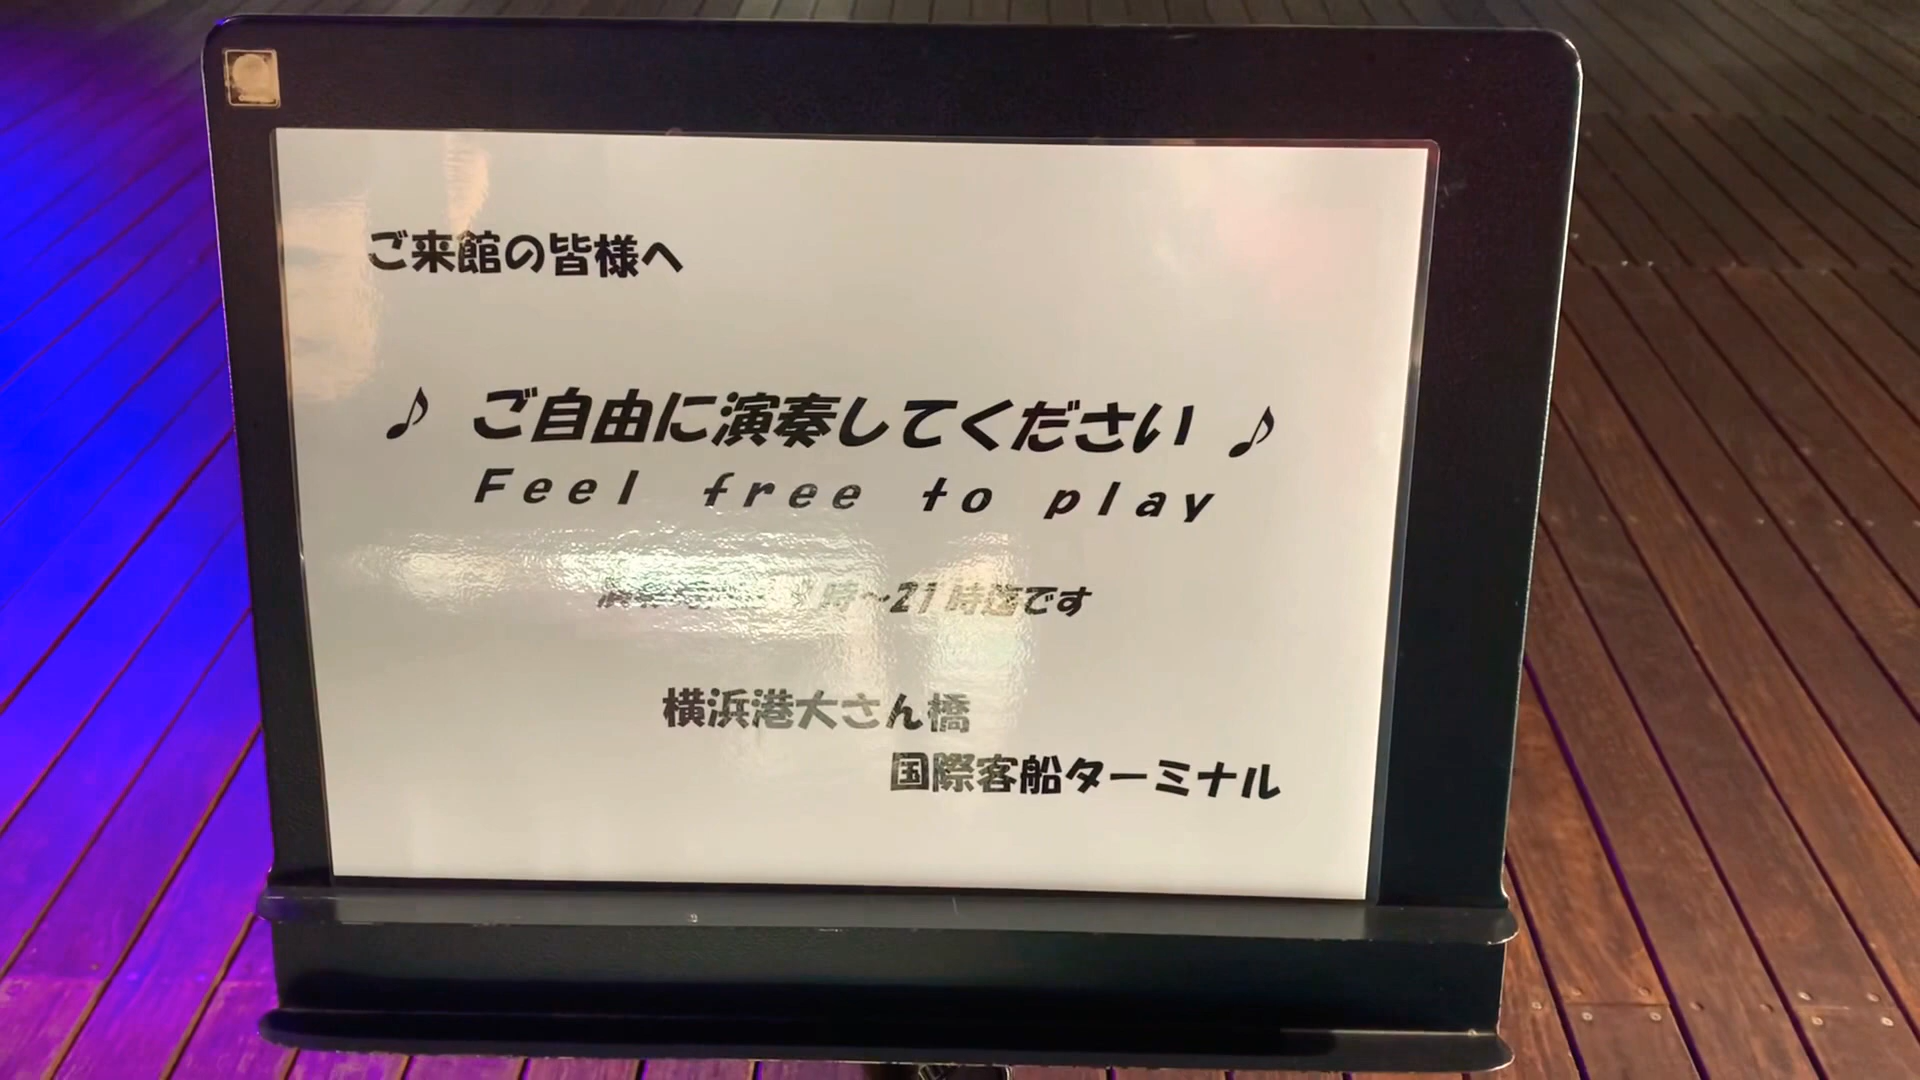 ご来館の皆様へ
♪ ご自由に演奏してください ♪
Feel free to play
時～21時迄です
横浜港大さん橋
国際客船ターミナル